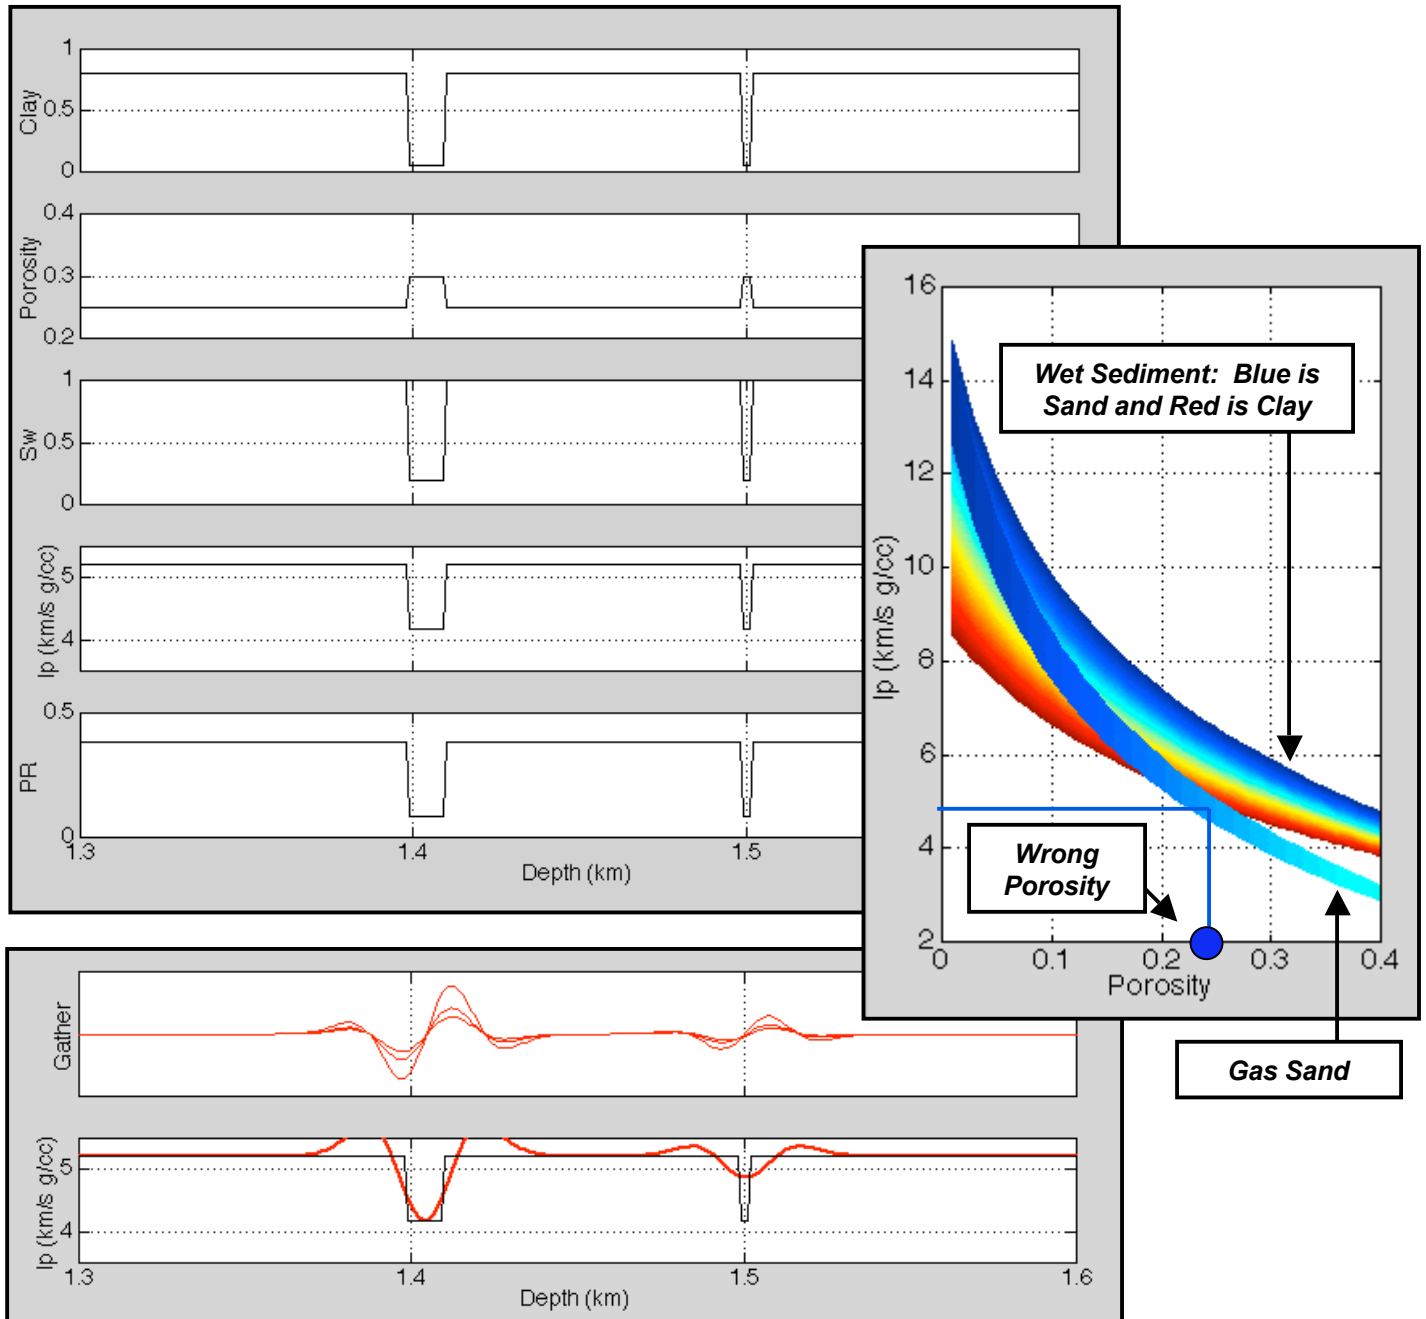 1
Clay
0.5
0
0.4
Porosity
0.3
0.2
1
Sw
0.5
0
Ip (km/s g/cc)
5
4
0.5
PR
0
1.3
1.4
1.5
Depth (km)
16
14
12
10
8
6
4
2
Ip (km/s g/cc)
Wet Sediment: Blue is
Sand and Red is Clay
Wrong
Porosity
0
0.1
0.2
0.3
0.4
Porosity
Gas Sand
Gather
Ip (km/s g/cc)
5
4
1.3
1.4
1.5
1.6
Depth (km)